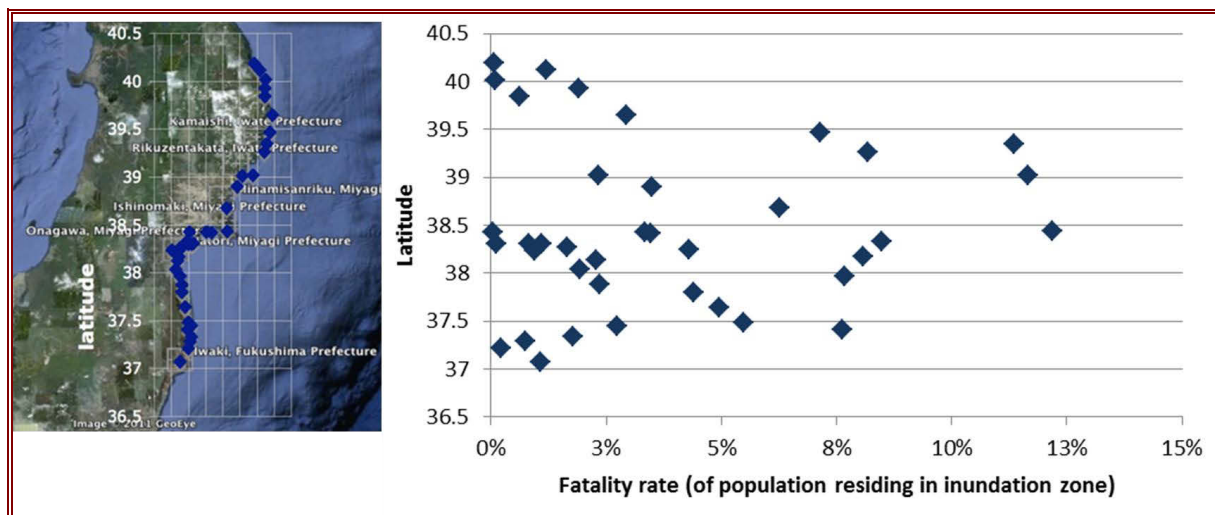 40.5
40
39.5
39
38.5
38
37.5
37
36.5
latitude
Kamaishi, Iwate Prefecture
Rikuzentakata, Iwate Prefecture
Minamisanriku, Miyagi
Ishinomaki, Miyagi Prefecture
Onagawa, Miyagi Prefecture
Natori, Miyagi Prefecture
Iwaki, Fukushima Prefecture
Image © 2011 GeoEye
Latitude
40.5
40
39.5
39
38.5
38
37.5
37
36.5
0% 3% 5% 8% 10% 13% 15%
Fatality rate (of population residing in inundation zone)